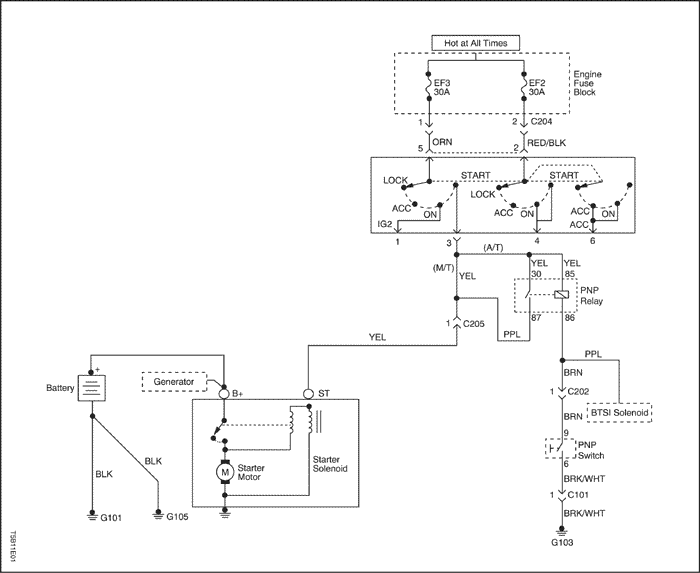 Hot at All Times
EF3
30A
EF2
30A
Engine
Fuse
Block
1
2
C204
ORN
RED/BLK
5
2
LOCK
START
LOCK
START
ACC
ON
ACC
ON
ACC
ON
IG2
ACC
1
3
4
6
(A/T)
(M/T)
YEL
YEL
30
YEL
85
PNP
Relay
87
86
1
C205
PPL
YEL
PPL
BRN
1
C202
BTSI Solenoid
BRN
9
PNP
Switch
6
BRK/WHT
1
C101
BRK/WHT
G103
+
Battery
Generator
B+
ST
M
Starter
Motor
Starter
Solenoid
BLK
BLK
G101
G105
TSB11E01